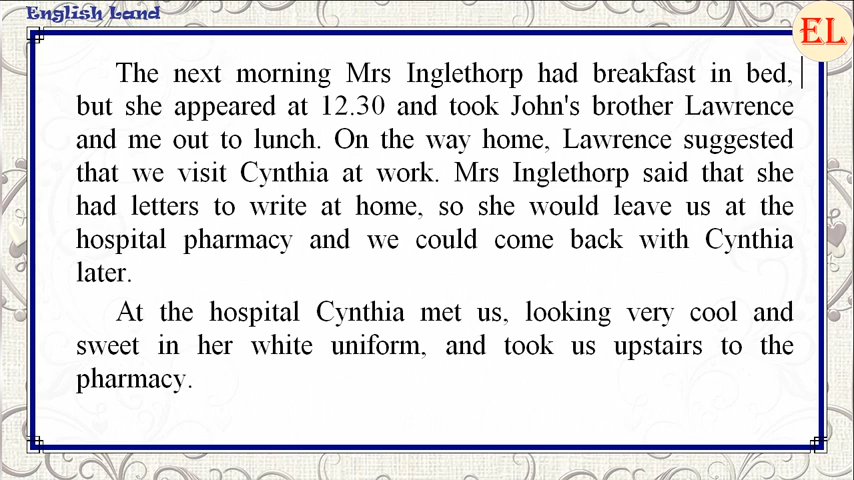 English Land
EL
The next morning Mrs Inglethorp had breakfast in bed,
but she appeared at 12.30 and took John's brother Lawrence
and me out to lunch. On the way home, Lawrence suggested
that we visit Cynthia at work. Mrs Inglethorp said that she
had letters to write at home, so she would leave us at the
hospital pharmacy and we could come back with Cynthia
later.
At the hospital Cynthia met us, looking very cool and
sweet in her white uniform, and took us upstairs to the
pharmacy.